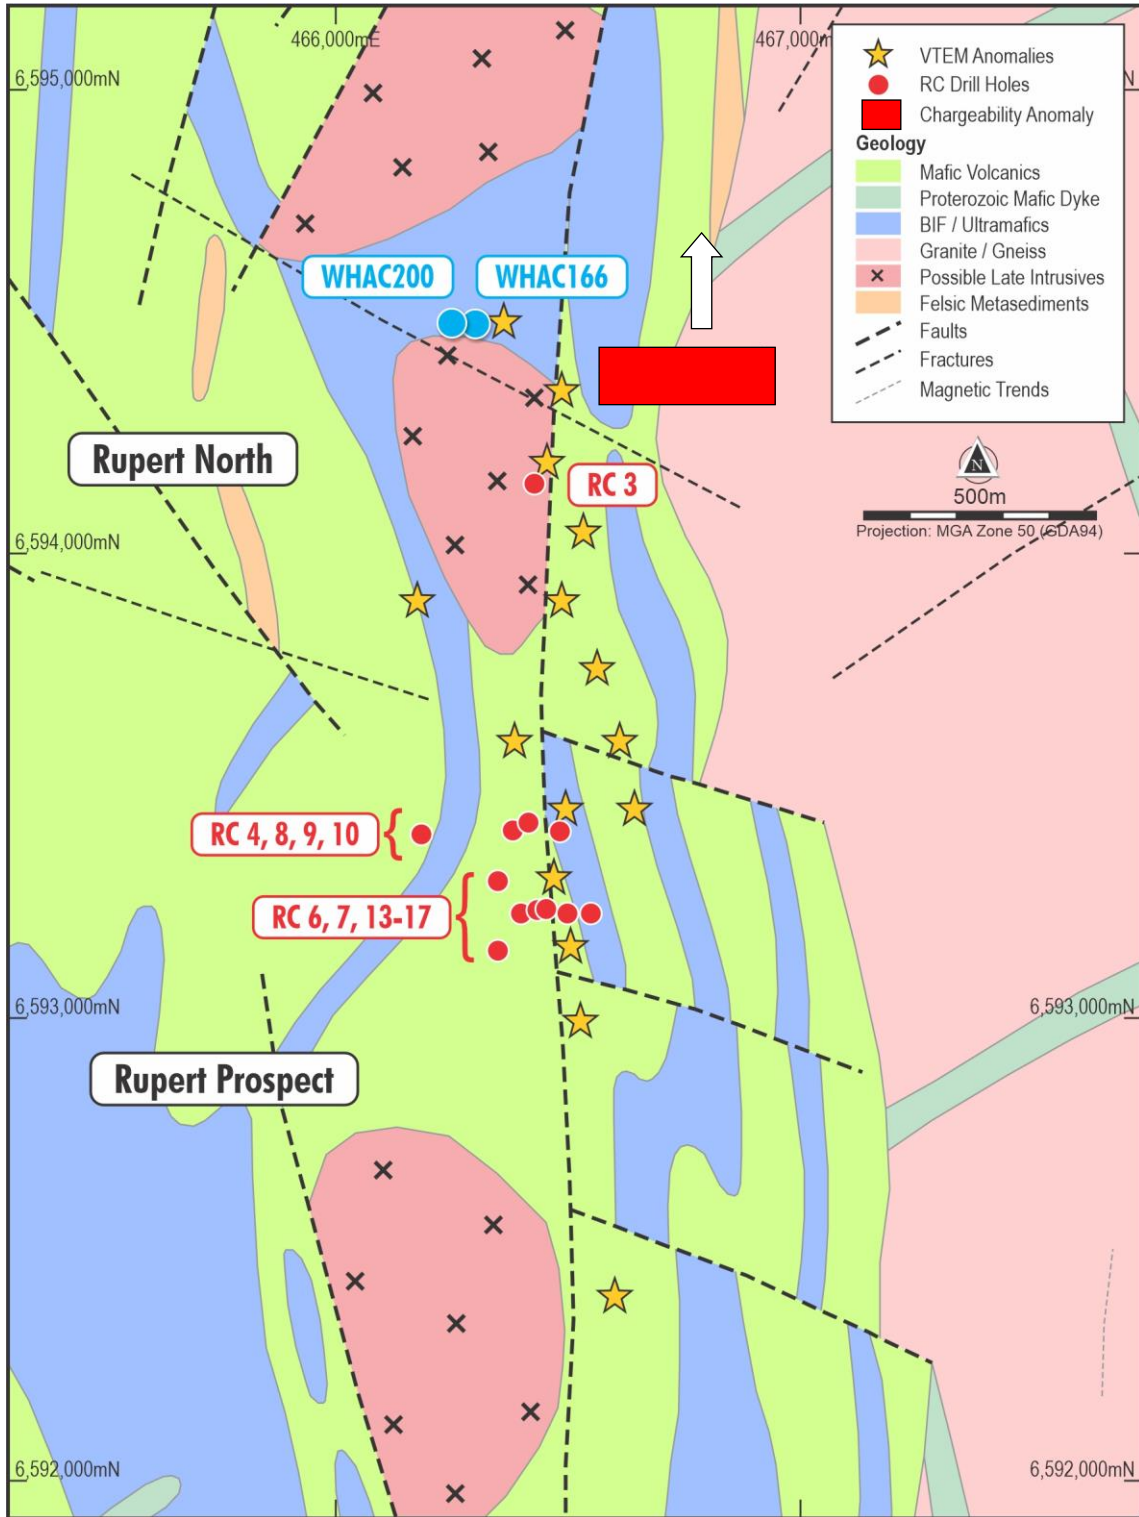 466,000mE
467,000m
6,595,000mN
N
VTEM Anomalies
RC Drill Holes
Chargeability Anomaly
Geology
Mafic Volcanics
Proterozoic Mafic Dyke
BIF / Ultramafics
Granite / Gneiss
Possible Late Intrusives
Felsic Metasediments
Faults
Fractures
Magnetic Trends
WHAC200
WHAC166
Rupert North
RC 3
N
500m
Projection: MGA Zone 50 (GDA94)
6,594,000mN
RC 4, 8, 9, 10
RC 6, 7, 13-17
6,593,000mN
6,593,000mN
Rupert Prospect
6,592,000mN
6,592,000mN